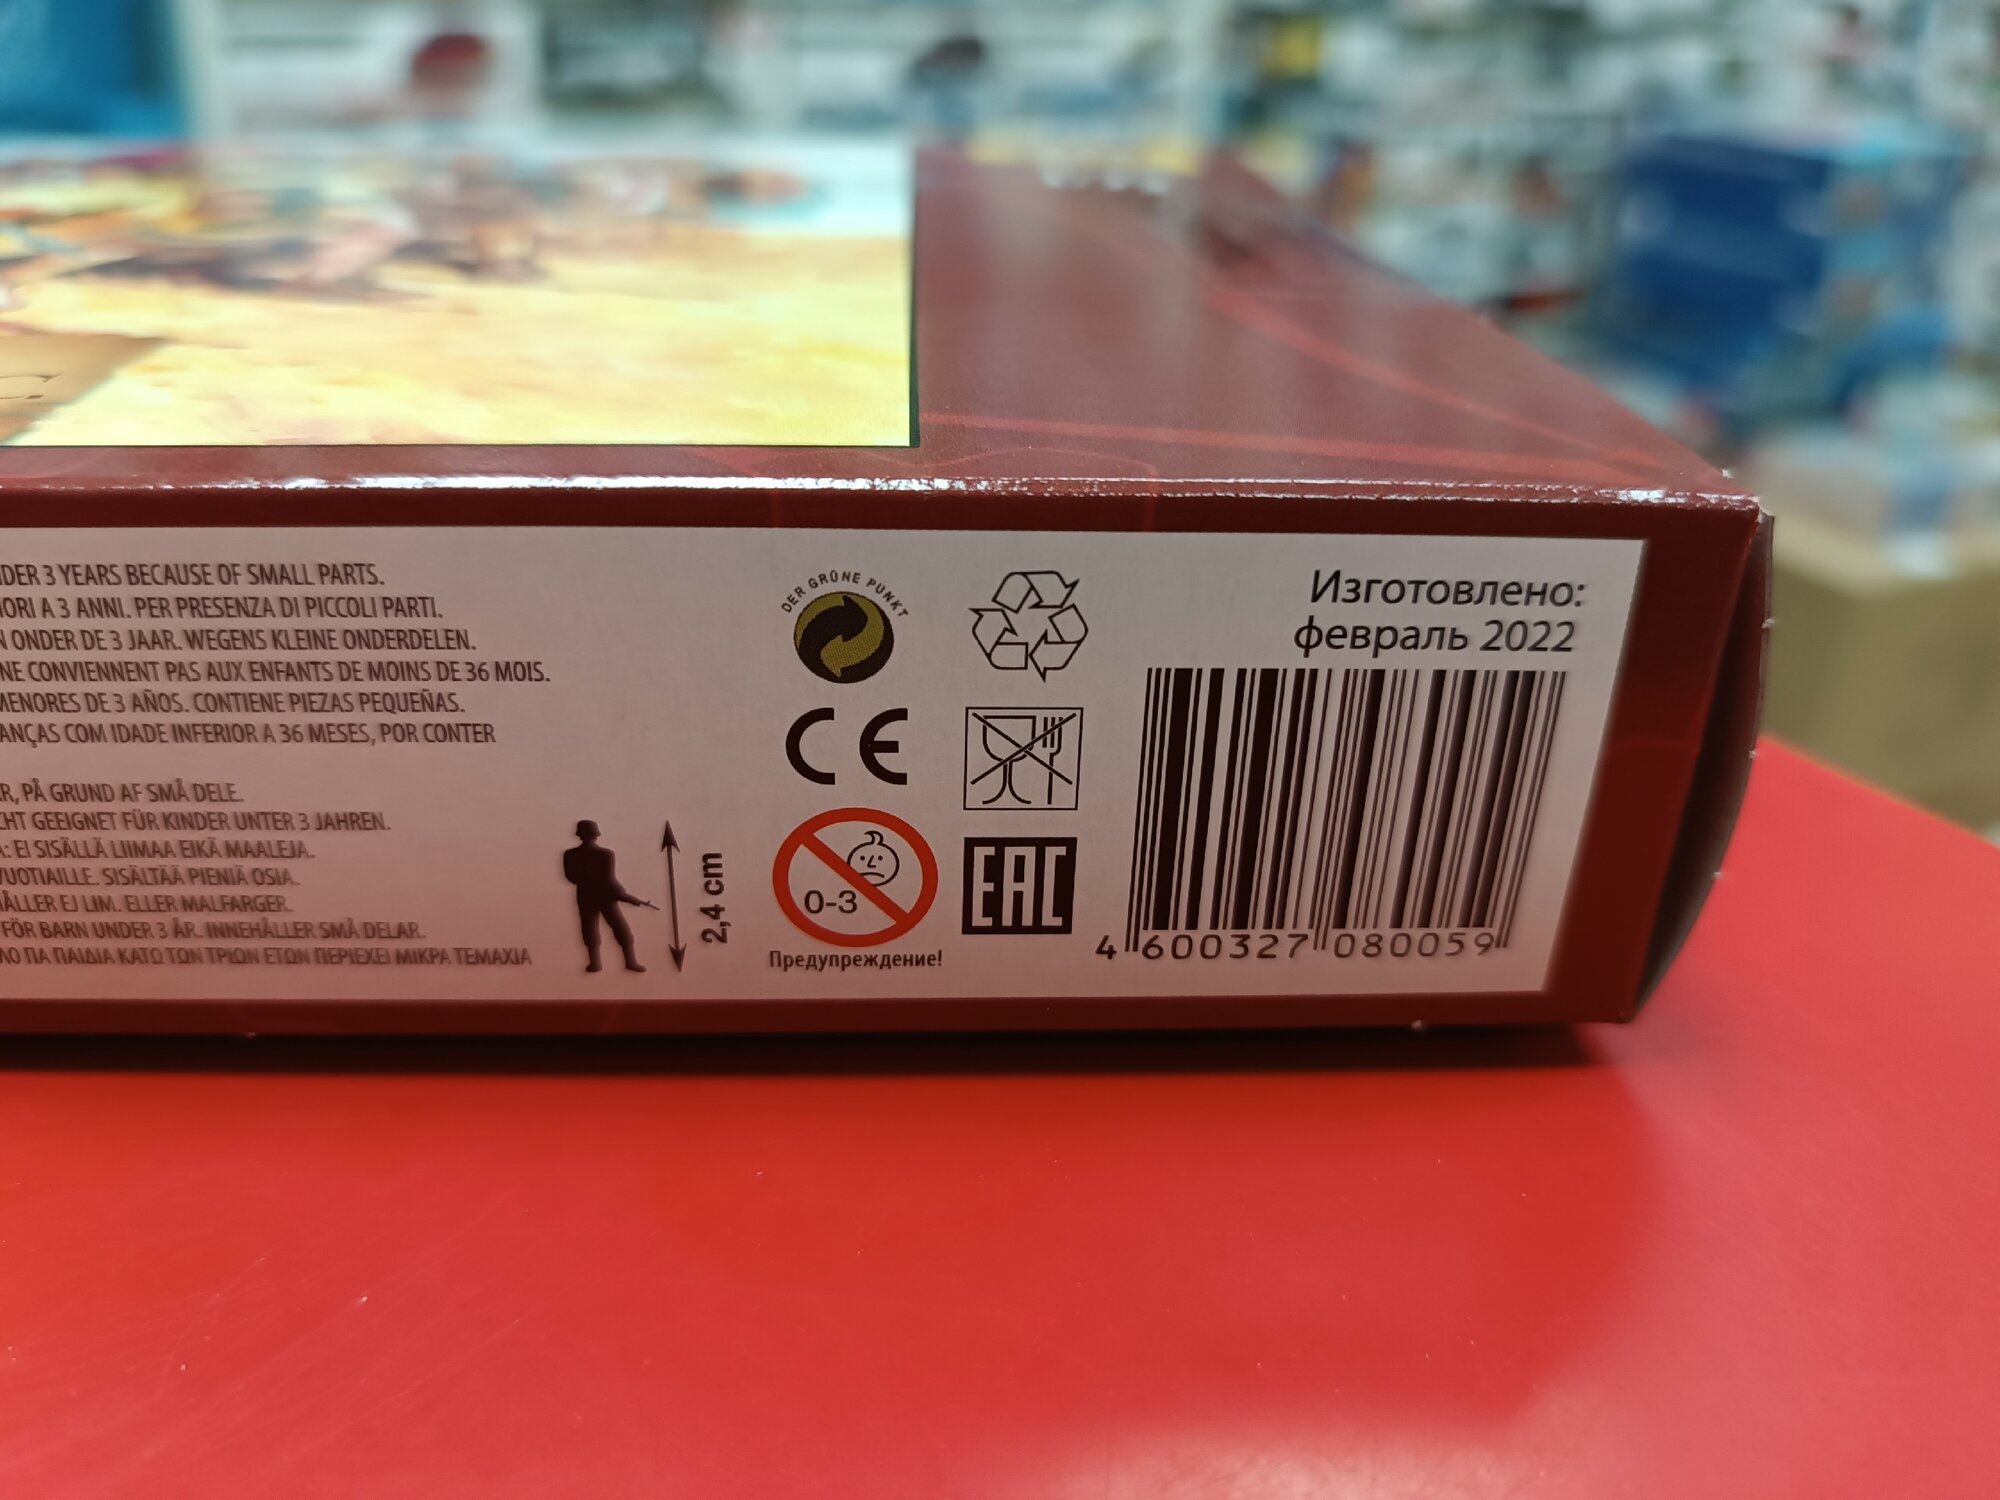 DER 3 YEARS BECAUSE OF SMALL PARTS.
IORI A 3 ANNI. PER PRESENZA DI PICCOLI PARTI.
N ONDER DE 3 JAAR. WEGENS KLEINE ONDERDELEN.
NE CONVIENNENT PAS AUX ENFANTS DE MOINS DE 36 MOIS.
MENORES DE 3 AÑOS. CONTIENE PIEZAS PEQUEÑAS.
ANÇAS COM IDADE INFERIOR A 36 MESES, POR CONTER
R, PÅ GRUND AF SMÅ DELE.
CHT GEEIGNET FÜR KINDER UNTER 3 JAHREN.
A: EI SISÄLLÄ LIIMAA EIKÄ MAALEJA.
VUOTIAILLE. SISÄLTÄÄ PIENIÄ OSIA.
HÅLLER EJ LIM. ELLER MALFARGER.
FÖR BARN UNDER 3 ÅR. INNEHÅLLER SMÅ DELAR.
ΛΟ ΠΑ ΠΑΙΔΙΑ ΚΑΤΩ ΤΩΝ ΤΡΙΩΝ ΕΤΩΝ ΠΕΡΙΕΧΕΙ ΜΙΚΡΑ ΤΕΜΑΧΙΑ
2,4 cm
DER GRÜNE PUNKT
CE
0-3
Предупреждение!
EAC
Изготовлено:
февраль 2022
4 600327 080059